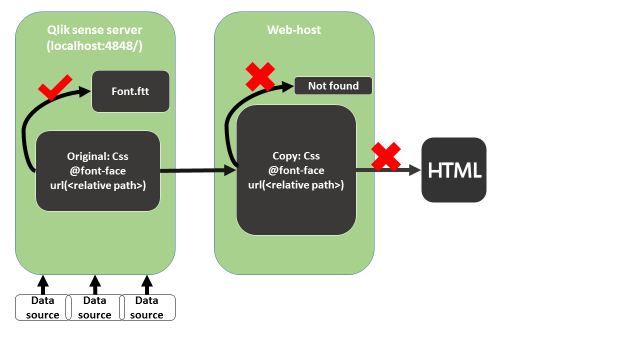 Qlik sense server
(localhost:4848/)
Font.ftt
Original: Css
@font-face
url(<relative path>)
Data
source
Data
source
Data
source
Web-host
Not found
Copy: Css
@font-face
url(<relative path>)
HTML